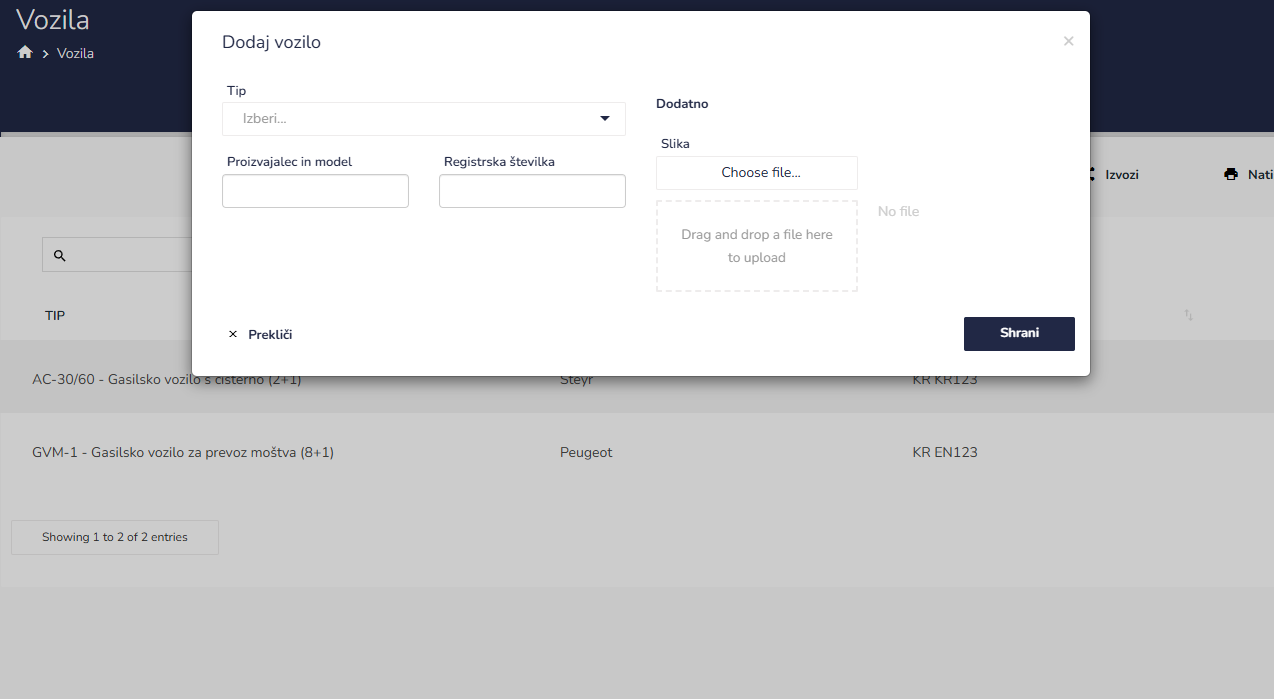 Vozila
Vozila
Dodaj vozilo
×
Tip
Izberi...
Proizvajalec in model
Registrska številka
Dodatno
Slika
Choose file...
No file
Drag and drop a file here
to upload
× Prekliči
Shrani
Izvozi
Nati
TIP
AC-30/60 - Gasilsko vozilo s cisterno (2+1) Steyr KR KR123
GVM-1 - Gasilsko vozilo za prevoz moštva (8+1) Peugeot KR EN123
Showing 1 to 2 of 2 entries